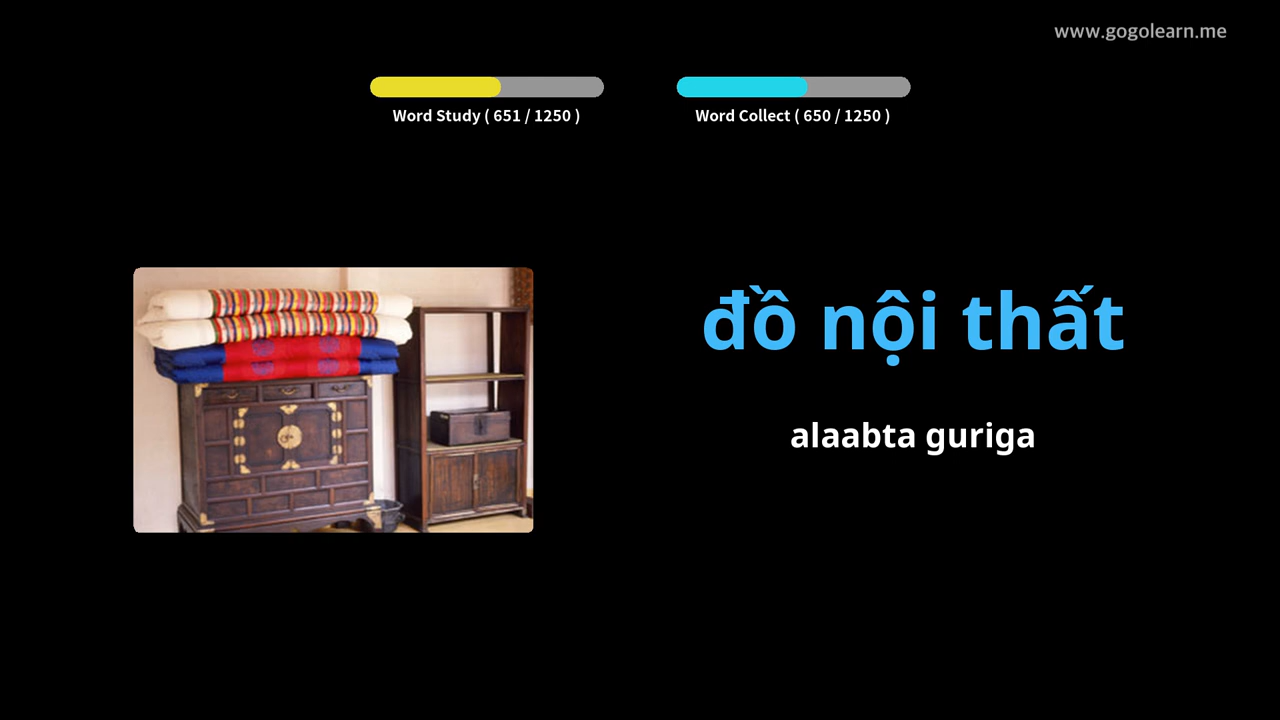 www.gogolearn.me
Word Study ( 651 / 1250 )
Word Collect ( 650 / 1250 )
đồ nội thất
alaabta guriga